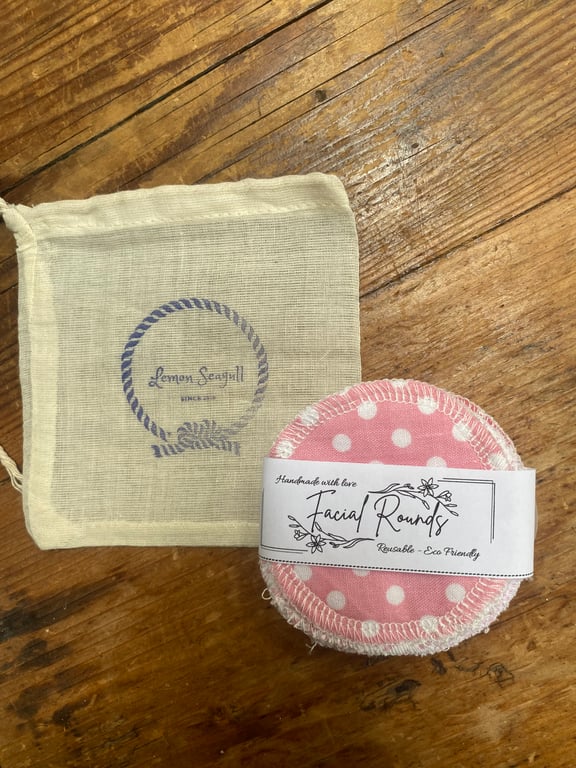 Lemon Seagull
Handmade with love
Facial Rounds
Reusable - Eco Friendly